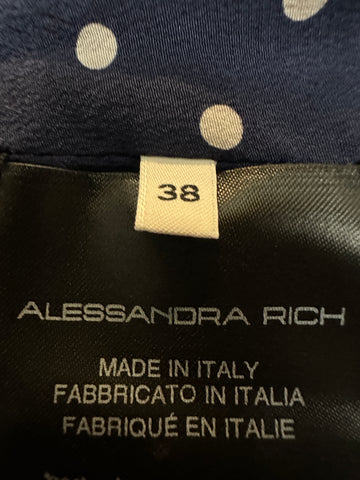 38
ALESSANDRA RICH
MADE IN ITALY
FABBRICATO IN ITALIA
FABRIQUÉ EN ITALIE